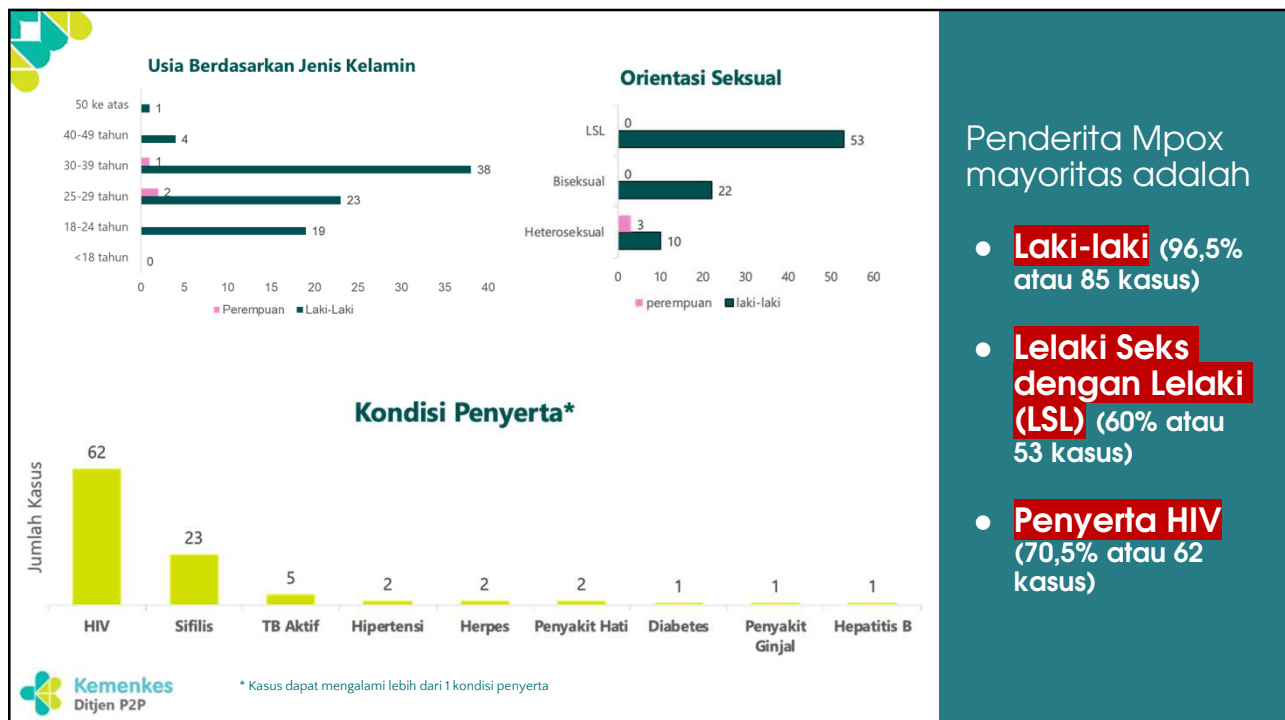 Usia Berdasarkan Jenis Kelamin
50 ke atas 1
40-49 tahun 4
30-39 tahun 1 38
25-29 tahun 2 23
18-24 tahun 19
<18 tahun 0
0 5 10 15 20 25 30 35 40
Perempuan Laki-Laki
Orientasi Seksual
LSL 0 53
Biseksual 0 22
Heteroseksual 3 10
0 10 20 30 40 50 60
perempuan laki-laki
Kondisi Penyerta*
Jumlah Kasus
62 23 5 2 2 2 1 1 1
HIV Sifilis TB Aktif Hipertensi Herpes Penyakit Hati Diabetes Penyakit Hepatitis B
Ginjal
Kemenkes
Ditjen P2P
* Kasus dapat mengalami lebih dari 1 kondisi penyerta
Penderita Mpox
mayoritas adalah
● Laki-laki (96,5%
atau 85 kasus)
● Lelaki Seks
dengan Lelaki
(LSL) (60% atau
53 kasus)
● Penyerta HIV
(70,5% atau 62
kasus)